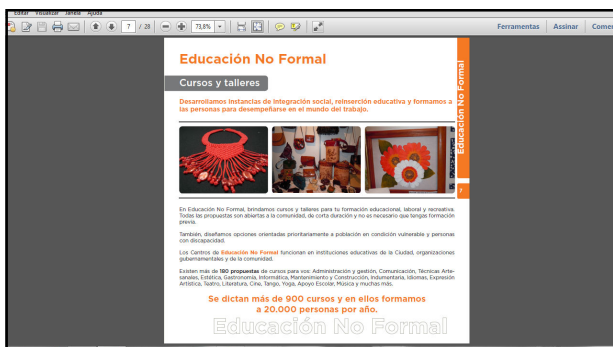 Editar Visualizar Janela Ajuda
7 / 28
73,8%
Ferramentas Assinar Comen
Educación No Formal
Cursos y talleres
Desarrollamos instancias de integración social, reinserción educativa y formamos a
las personas para desempeñarse en el mundo del trabajo.
Educación No Formal
7
En Educación No Formal, brindamos cursos y talleres para tu formación educacional, laboral y recreativa.
Todas las propuestas son abiertas a la comunidad, de corta duración y no es necesario que tengas formación
previa.
También, diseñamos opciones orientadas prioritariamente a población en condición vulnerable y personas
con discapacidad.
Los Centros de Educación No Formal funcionan en instituciones educativas de la Ciudad, organizaciones
gubernamentales y de la comunidad.
Existen más de 180 propuestas de cursos para vos: Administración y gestión, Comunicación, Técnicas Arte-
sanales, Estética, Gastronomía, Informática, Mantenimiento y Construcción, Indumentaria, Idiomas, Expresión
Artística, Teatro, Literatura, Cine, Tango, Yoga, Apoyo Escolar, Música y muchas más.
Se dictan más de 900 cursos y en ellos formamos
a 20.000 personas por año.
Educación No Formal